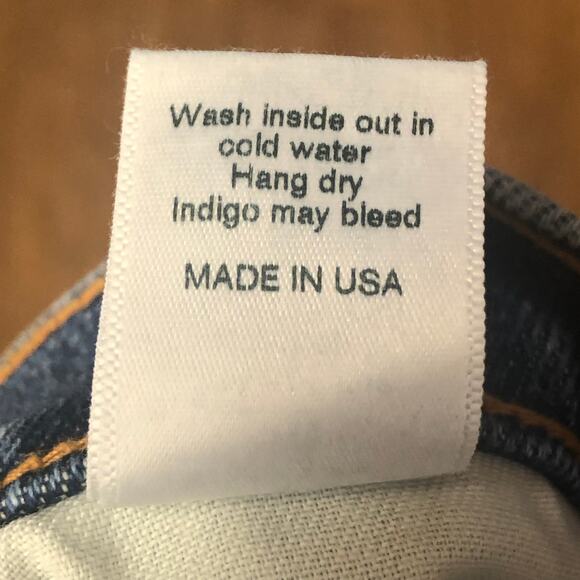 Wash inside out in
cold water
Hang dry
Indigo may bleed
MADE IN USA